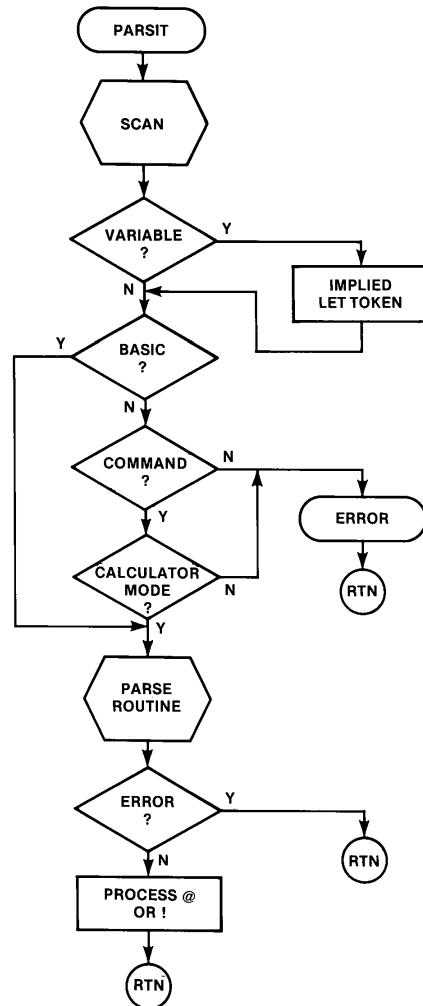 PARSIT
SCAN
VARIABLE
?
Y
N
IMPLIED
LET TOKEN
BASIC
?
Y
N
COMMAND
?
N
Y
ERROR
RTN
CALCULATOR
MODE
?
N
Y
PARSE
ROUTINE
ERROR
?
Y
N
RTN
PROCESS @
OR !
RTN